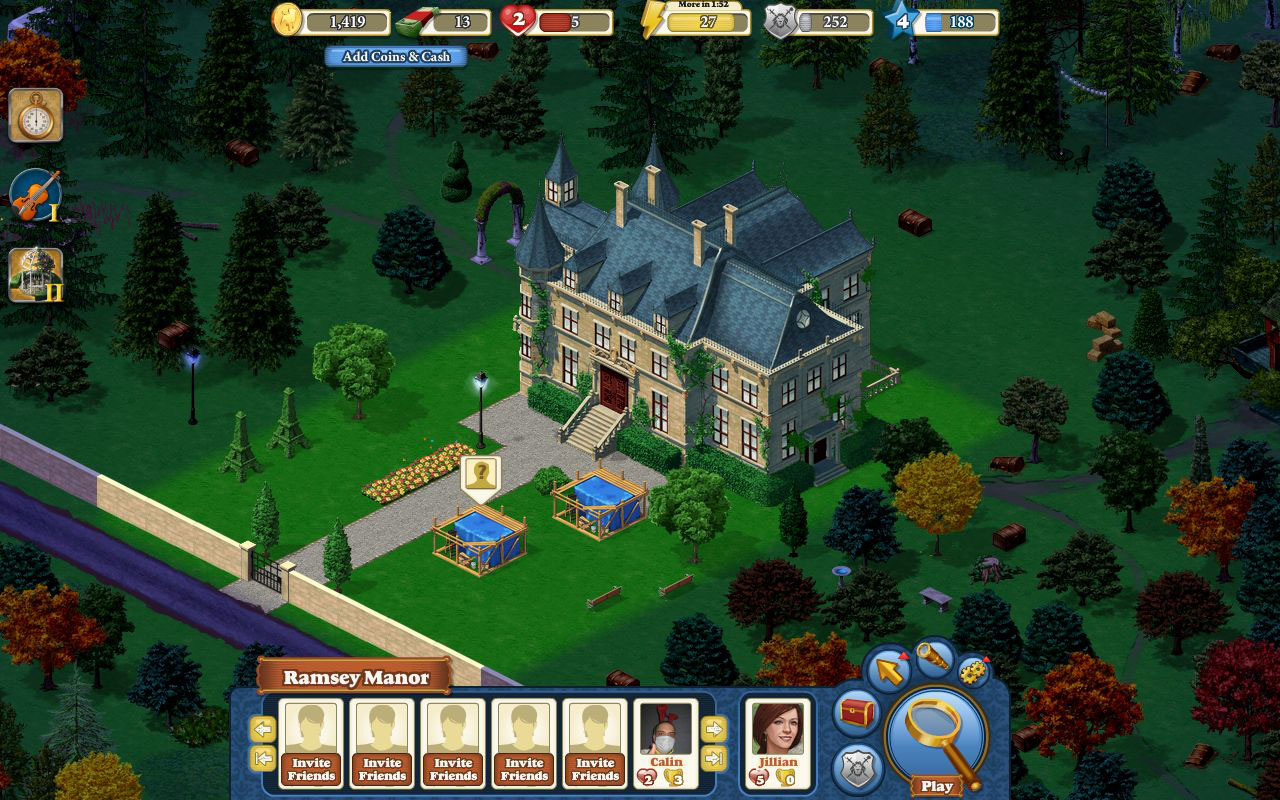 1,419
13
2
5
More in 1:52
27
252
4
188
Add Coins & Cash
I
II
?
Ramsey Manor
Invite
Friends
Invite
Friends
Invite
Friends
Invite
Friends
Invite
Friends
Calin
2
3
Jillian
5
0
Play